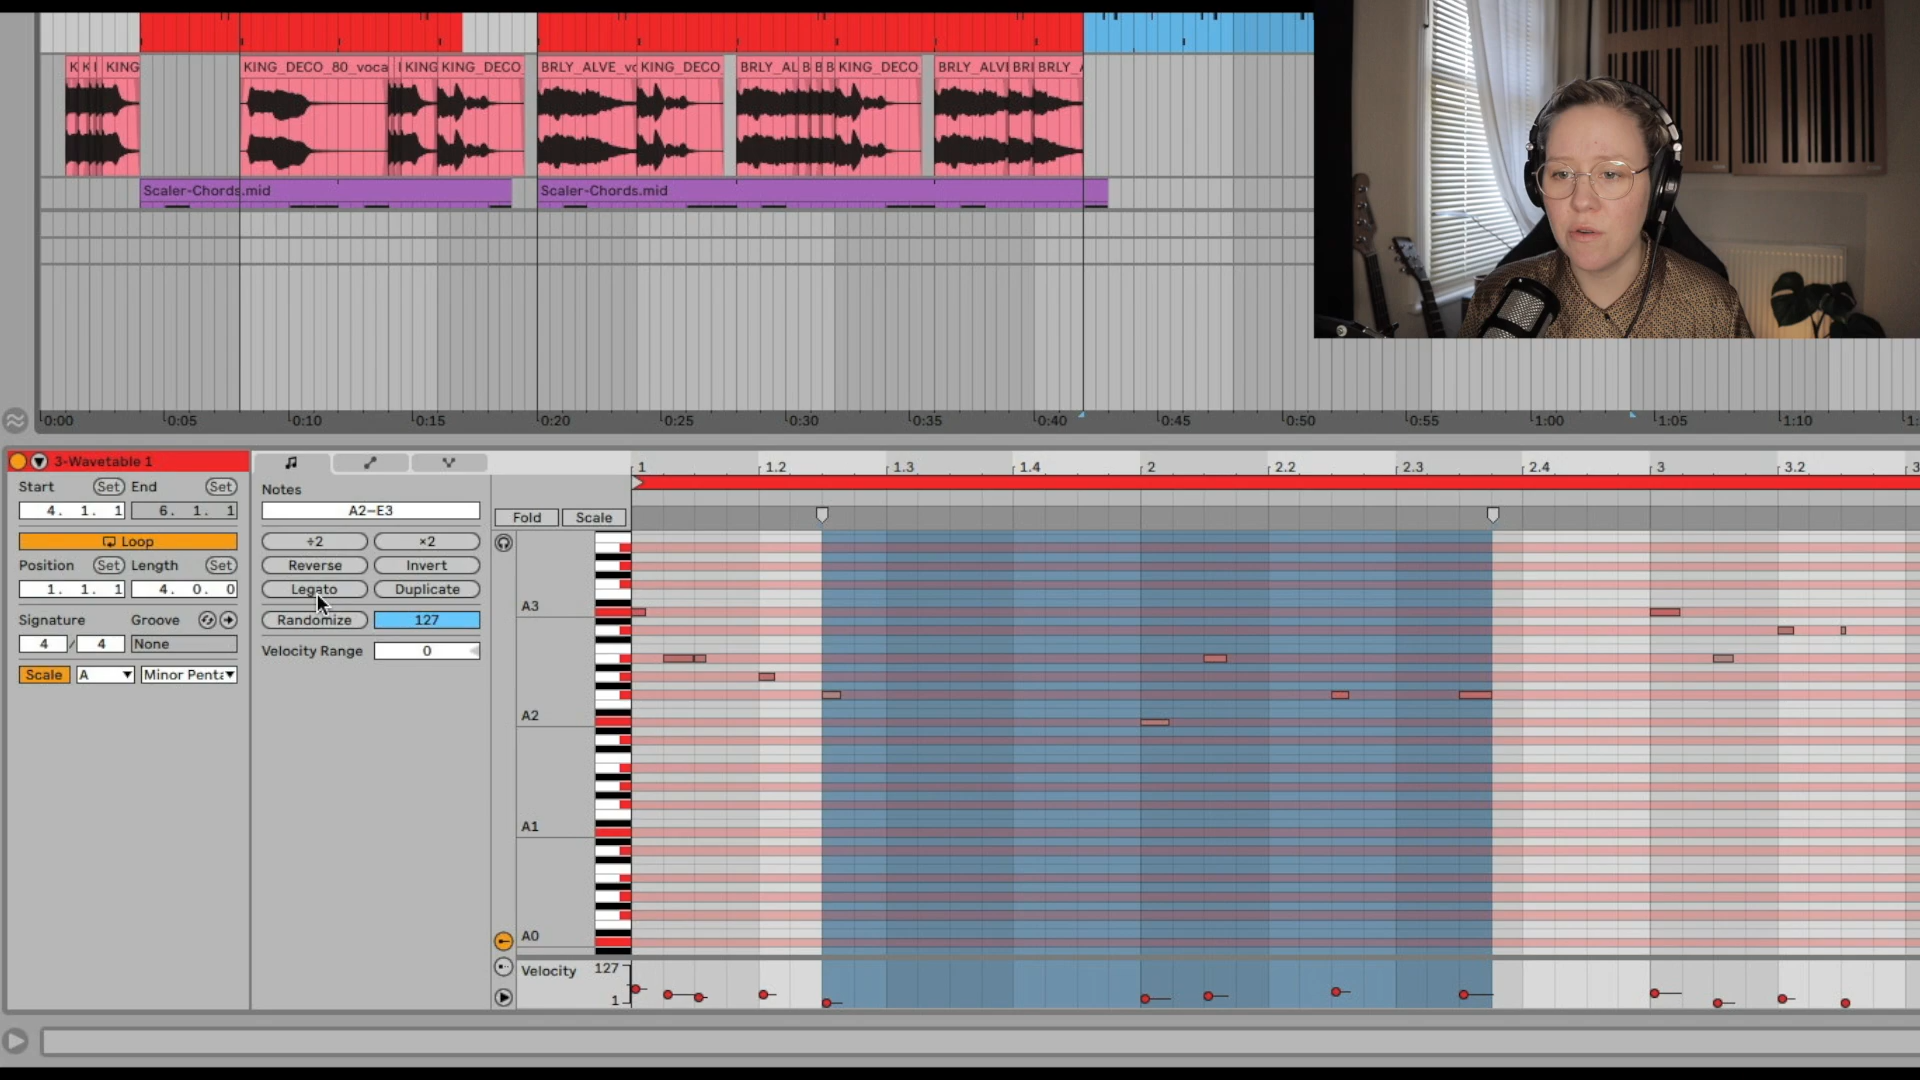 K K I KING KING_DECO_80_voca I KING KING_DECO BRLY_ALVE_vo KING_DECO BRLY_AL B B B KING_DECO BRLY_ALVI BRI BRLY_A
Scaler-Chords.mid Scaler-Chords.mid
0:00 0:05 0:10 0:15 0:20 0:25 0:30 0:35 0:40 0:45 0:50 0:55 1:00 1:05 1:10 1:
3-Wavetable 1
Start Set End Set
4. 1. 1 6. 1. 1
Loop
Position Set Length Set
1. 1. 1 4. 0. 0
Signature Groove
4 / 4 None
Scale A Minor Penta
Notes
A2–E3
÷2 ×2
Reverse Invert
Legato Duplicate
Randomize 127
Velocity Range 0
1 1.2 1.3 1.4 2 2.2 2.3 2.4 3 3.2 3
Fold Scale
A3
A2
A1
A0
Velocity 127
1